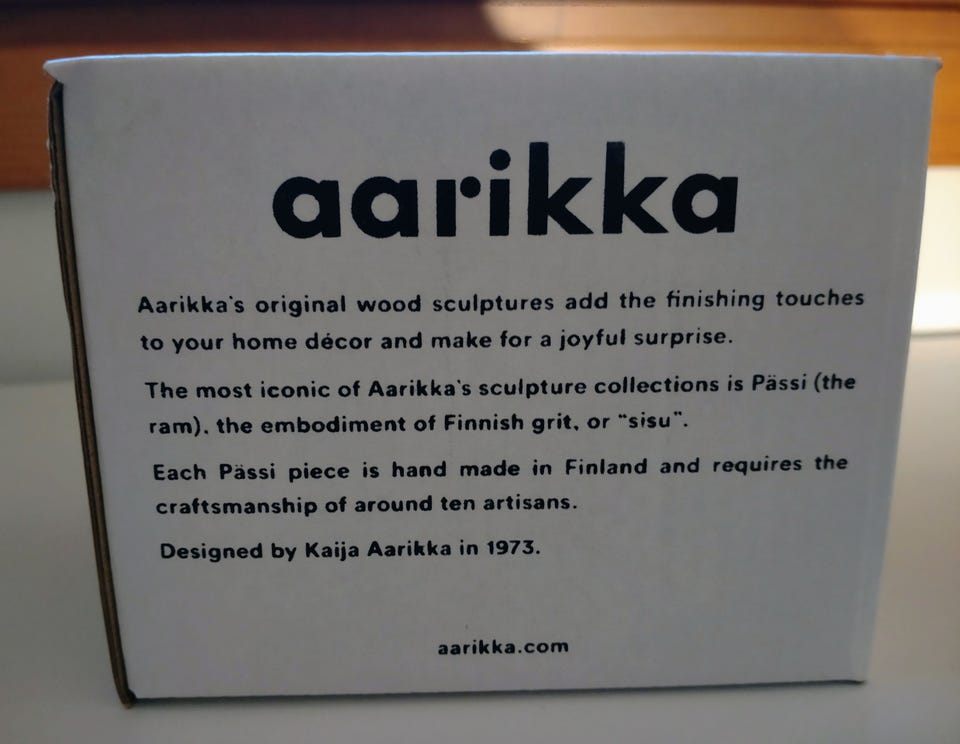 aarikka
Aarikka's original wood sculptures add the finishing touches
to your home décor and make for a joyful surprise.
The most iconic of Aarikka's sculpture collections is Pässi (the
ram), the embodiment of Finnish grit, or "sisu".
Each Pässi piece is hand made in Finland and requires the
craftsmanship of around ten artisans.
Designed by Kaija Aarikka in 1973.
aarikka.com